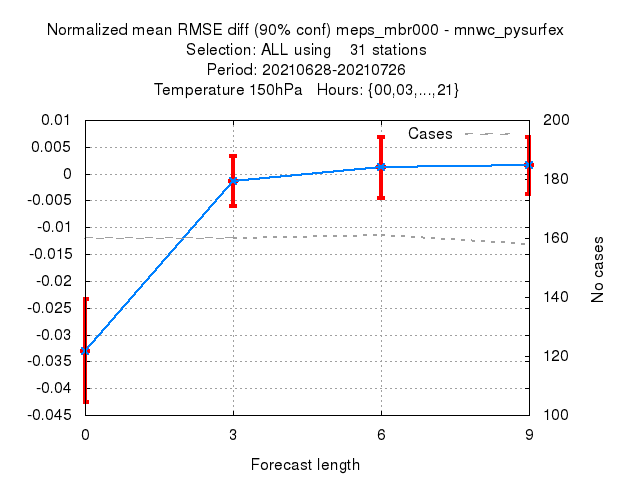 Normalized mean RMSE diff (90% conf) meps_mbr000 - mnwc_pysurfex
Selection: ALL using    31 stations
Period: 20210628-20210726
Temperature 150hPa   Hours: {00,03,...,21}
0.01
0.005
0
-0.005
-0.01
-0.015
-0.02
-0.025
-0.03
-0.035
-0.04
-0.045
Cases
200
180
160
140
120
100
No cases
0 3 6 9
Forecast length